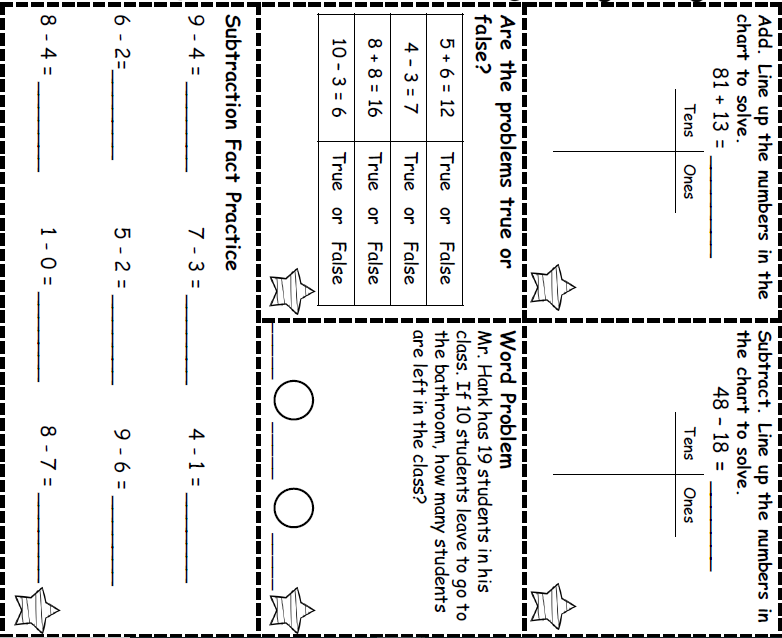 Add. Line up the numbers in the
chart to solve.
81 + 13 = ______
Tens Ones
Subtract. Line up the numbers in
the chart to solve.
48 - 18 = ______
Tens Ones
Are the problems true or
false?
5 + 6 = 12 True or False
4 - 3 = 7 True or False
8 + 8 = 16 True or False
10 - 3 = 6 True or False
Word Problem
Mr. Hank has 19 students in his
class. If 10 students leave to go to
the bathroom, how many students
are left in the class?
Subtraction Fact Practice
9 - 4 = ______ 7 - 3 = ______ 4 - 1 = ______
6 - 2= ______ 5 - 2 = ______ 9 - 6 = ______
8 - 4 = ______ 1 - 0 = ______ 8 - 7 = ______